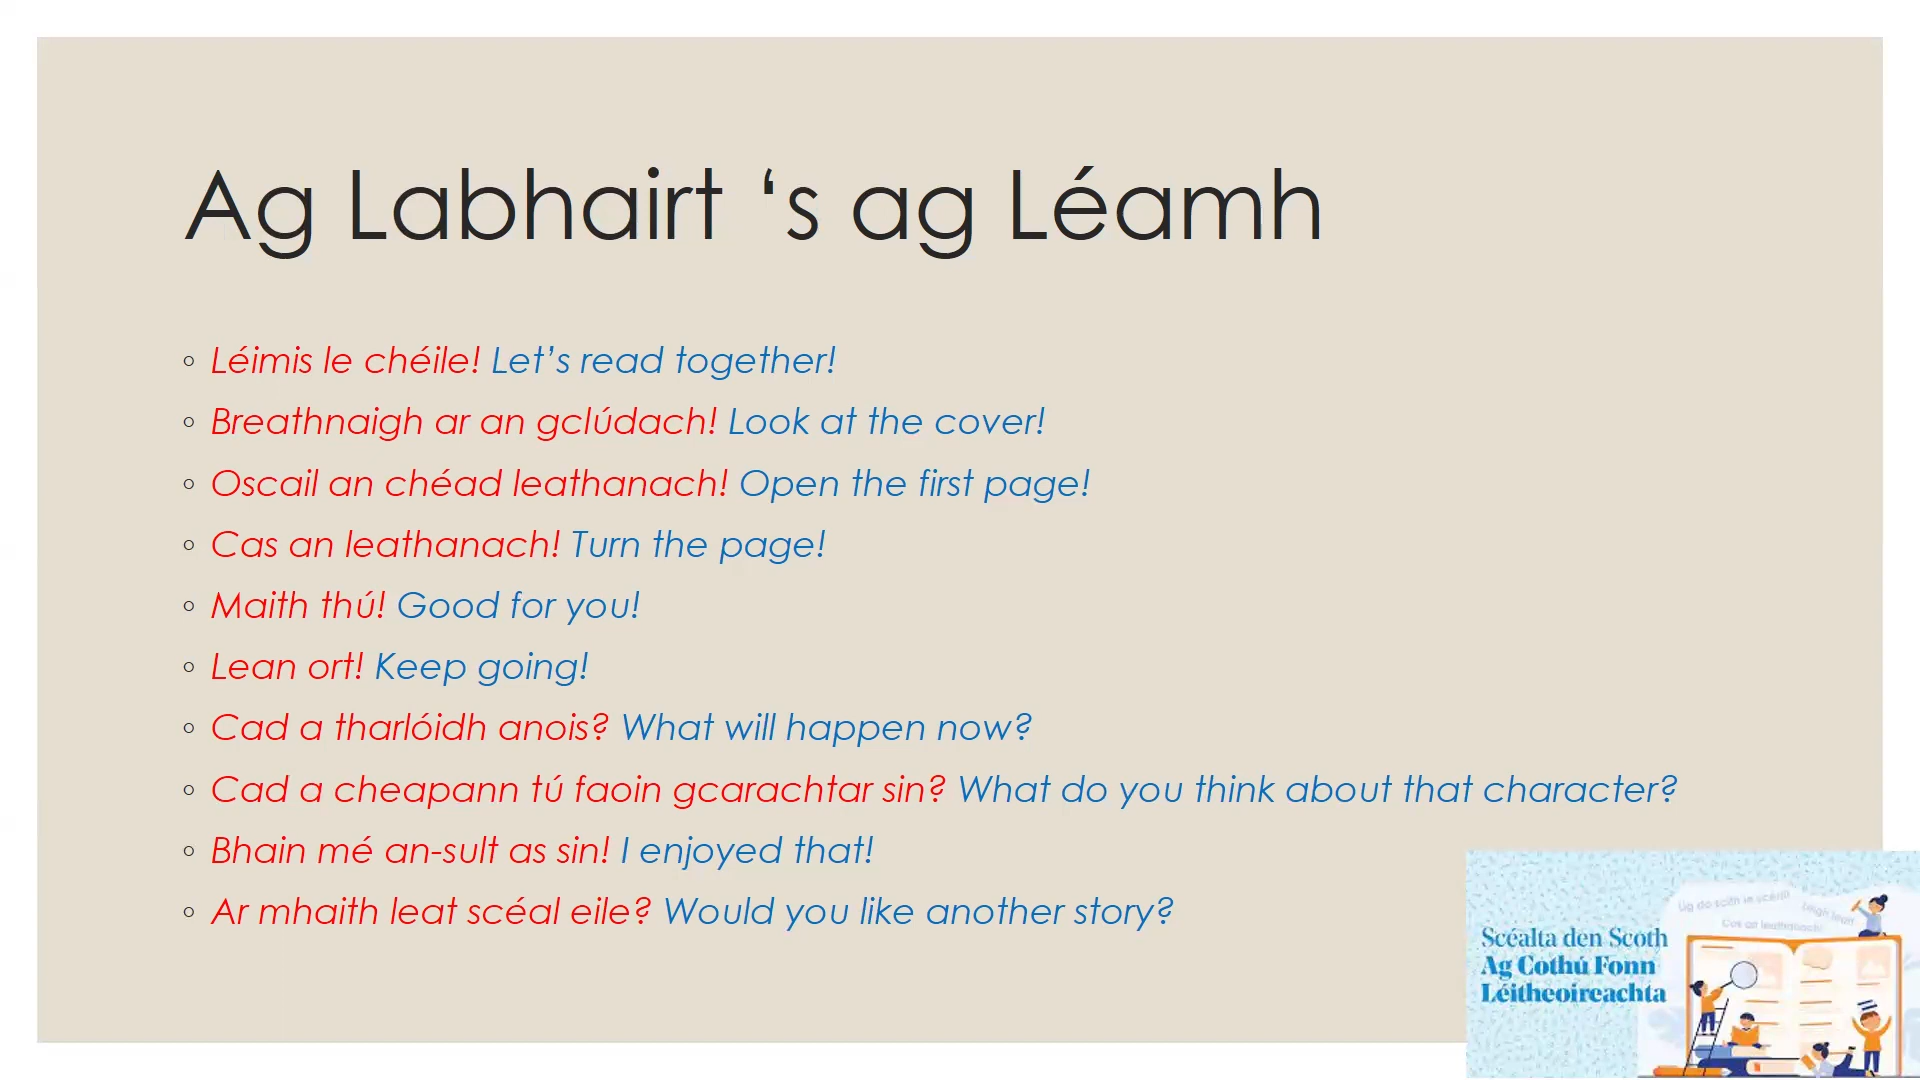 Ag Labhairt ‘s ag Léamh
◦ Léimis le chéile! Let’s read together!
◦ Breathnaigh ar an gclúdach! Look at the cover!
◦ Oscail an chéad leathanach! Open the first page!
◦ Cas an leathanach! Turn the page!
◦ Maith thú! Good for you!
◦ Lean ort! Keep going!
◦ Cad a tharlóidh anois? What will happen now?
◦ Cad a cheapann tú faoin gcarachtar sin? What do you think about that character?
◦ Bhain mé an-sult as sin! I enjoyed that!
◦ Ar mhaith leat scéal eile? Would you like another story?
Scéalta den Scoth
Ag Cothú Fonn
Léitheoireachta
Cas an leathanach!